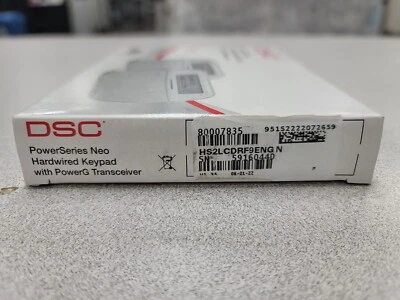 DSC
PowerSeries Neo
Hardwired Keypad
with PowerG Transceiver
80007835
95152222072659
HS2LCDRF9ENG N
SN: 59160440